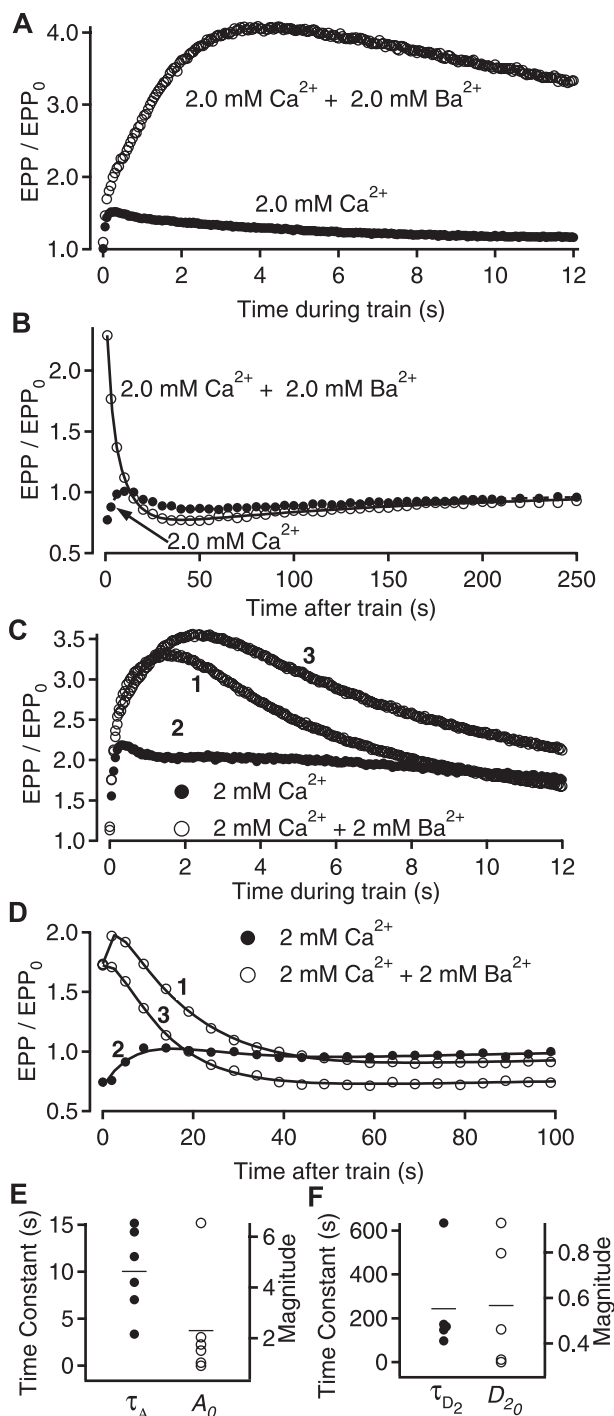 A
EPP / EPP₀
4.0
3.0
2.0
1.0
2.0 mM Ca²⁺ + 2.0 mM Ba²⁺
2.0 mM Ca²⁺
0 2 4 6 8 10 12
Time during train (s)
B
EPP / EPP₀
2.0
1.5
1.0
0.5
2.0 mM Ca²⁺ + 2.0 mM Ba²⁺
2.0 mM Ca²⁺
0 50 100 150 200 250
Time after train (s)
C
EPP / EPP₀
3.5
3.0
2.5
2.0
1.5
1.0
3
1
2
2 mM Ca²⁺
2 mM Ca²⁺ + 2 mM Ba²⁺
0 2 4 6 8 10 12
Time during train (s)
D
EPP / EPP₀
2.0
1.5
1.0
0.5
2 mM Ca²⁺
2 mM Ca²⁺ + 2 mM Ba²⁺
1
3
2
0 20 40 60 80 100
Time after train (s)
E
Time Constant (s)
15
10
5
0
6
4
2
Magnitude
τA A₀
F
Time Constant (s)
600
400
200
0
0.8
0.6
0.4
Magnitude
τD₂ D₂₀